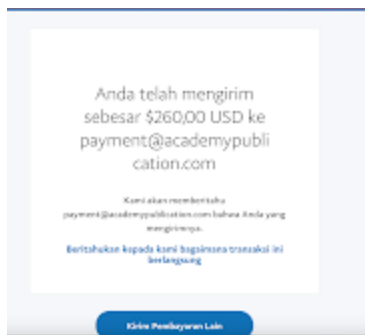 Anda telah mengirim
sebesar $260,00 USD ke
payment@academypubli
cation.com
Kami akan memberitahu
payment@academypublication.com bahwa Anda yang
mengirimnya.
Beritahukan kepada kami bagaimana transaksi ini
berlangsung
Kirim Pembayaran Lain